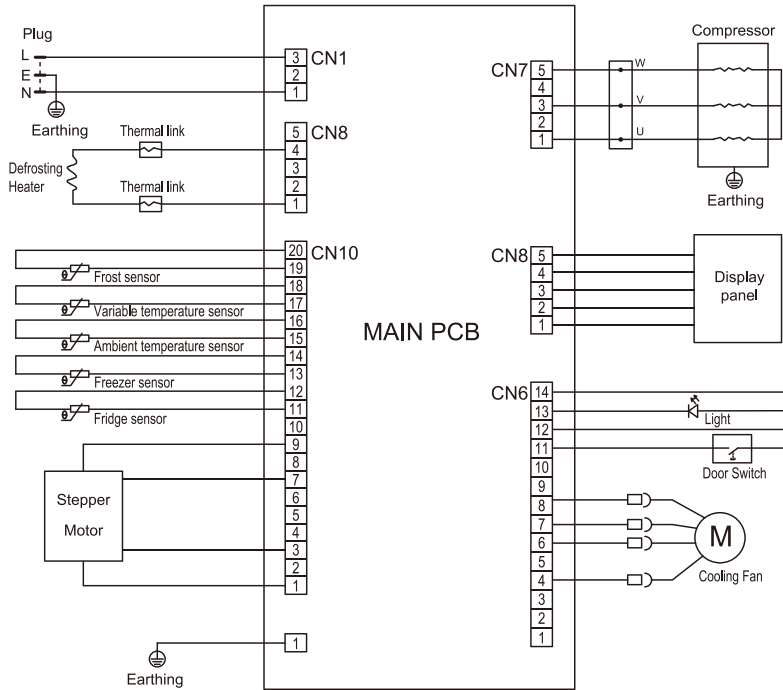 Plug
L
E
N
Earthing
3 CN1
2
1
Thermal link
Defrosting
Heater
Thermal link
5 CN8
4
3
2
1
20 CN10
19
18
17
16
15
14
13
12
11
10
9
8
7
6
5
4
3
2
1
Frost sensor
Variable temperature sensor
Ambient temperature sensor
Freezer sensor
Fridge sensor
Stepper
Motor
1
Earthing
MAIN PCB
CN7 5
4
3
2
1
W
V
U
Compressor
Earthing
CN8 5
4
3
2
1
Display
panel
CN6 14
13
12
11
10
9
8
7
6
5
4
3
2
1
Light
Door Switch
M
Cooling Fan